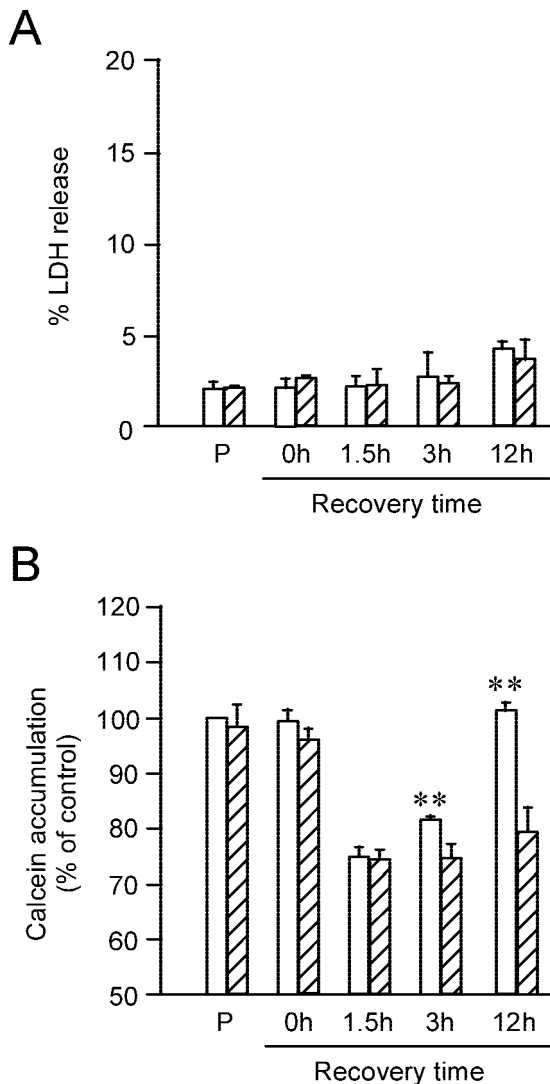 A
20
15
10
5
0
% LDH release
P 0h 1.5h 3h 12h
Recovery time
B
120
110
100
90
80
70
60
50
Calcein accumulation
(% of control)
**
**
P 0h 1.5h 3h 12h
Recovery time